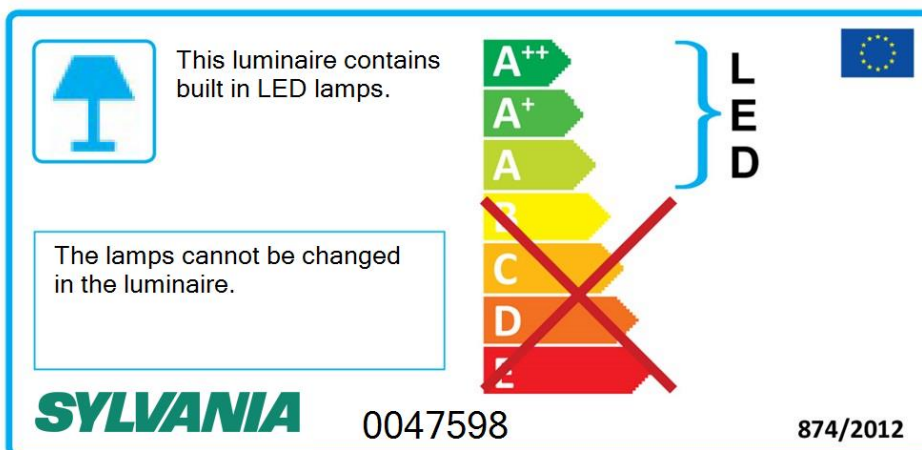 This luminaire contains
built in LED lamps.
A++
A+
A
B
C
D
E
L
E
D
The lamps cannot be changed
in the luminaire.
SYLVANIA
0047598
874/2012